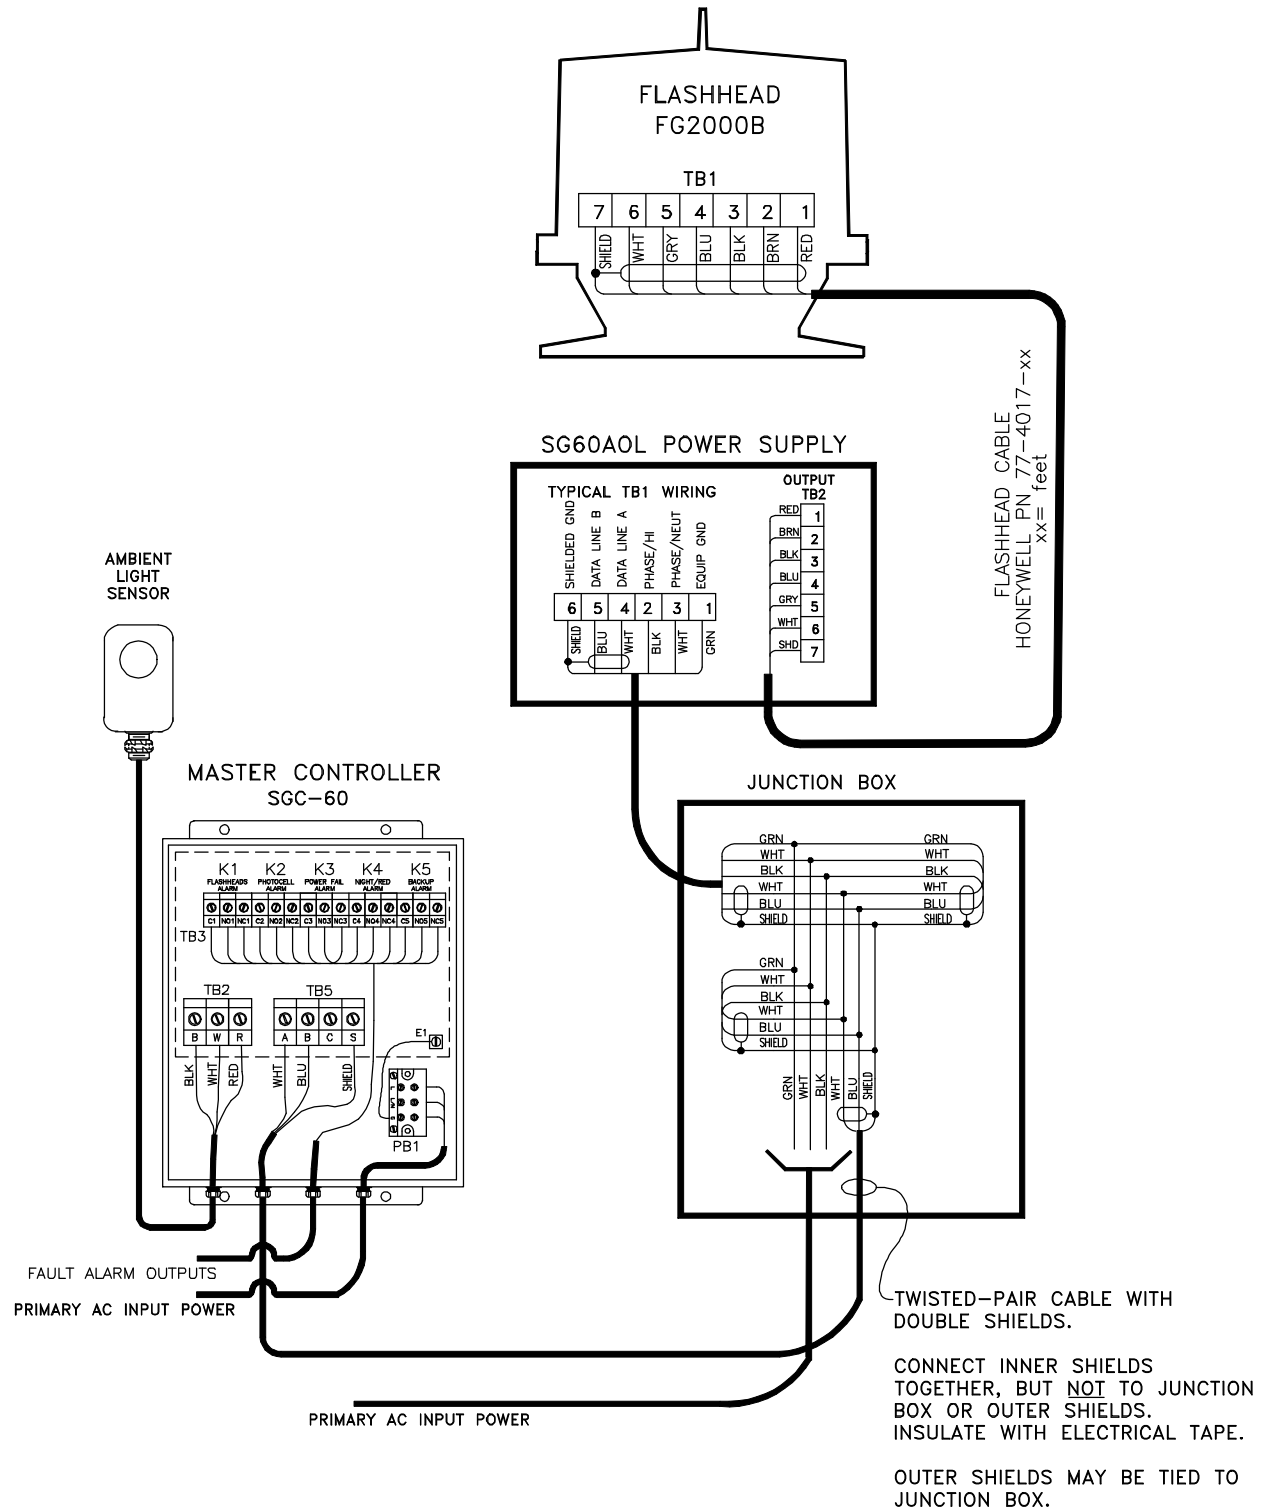 FLASHHEAD
FG2000B
TB1
7 6 5 4 3 2 1
SHIELD WHT GRY BLU BLK BRN RED
FLASHHEAD CABLE
HONEYWELL PN 77-4017-xx
xx= feet
SG60AOL POWER SUPPLY
TYPICAL TB1 WIRING
SHIELDED GND
DATA LINE B
DATA LINE A
PHASE/HI
PHASE/NEUT
EQUIP GND
6 5 4 2 3 1
SHIELD BLU WHT BLK WHT GRN
OUTPUT
TB2
RED 1
BRN 2
BLK 3
BLU 4
GRY 5
WHT 6
SHD 7
AMBIENT
LIGHT
SENSOR
MASTER CONTROLLER
SGC-60
K1 K2 K3 K4 K5
FLASHHEADS ALARM
PHOTOCELL ALARM
POWER FAIL ALARM
NIGHT/RED ALARM
BACKUP ALARM
C1 NO1 NC1 C2 NO2 NC2 C3 NO3 NC3 C4 NO4 NC4 C5 NO5 NC5
TB3
TB2
B W R
BLK WHT RED
TB5
A B C S
WHT BLU SHIELD
E1
PB1
FAULT ALARM OUTPUTS
PRIMARY AC INPUT POWER
JUNCTION BOX
GRN GRN
WHT WHT
BLK BLK
WHT WHT
BLU BLU
SHIELD SHIELD
GRN
WHT
BLK
WHT
BLU
SHIELD
GRN WHT BLK WHT BLU SHIELD
PRIMARY AC INPUT POWER
TWISTED-PAIR CABLE WITH
DOUBLE SHIELDS.
CONNECT INNER SHIELDS
TOGETHER, BUT NOT TO JUNCTION
BOX OR OUTER SHIELDS.
INSULATE WITH ELECTRICAL TAPE.
OUTER SHIELDS MAY BE TIED TO
JUNCTION BOX.